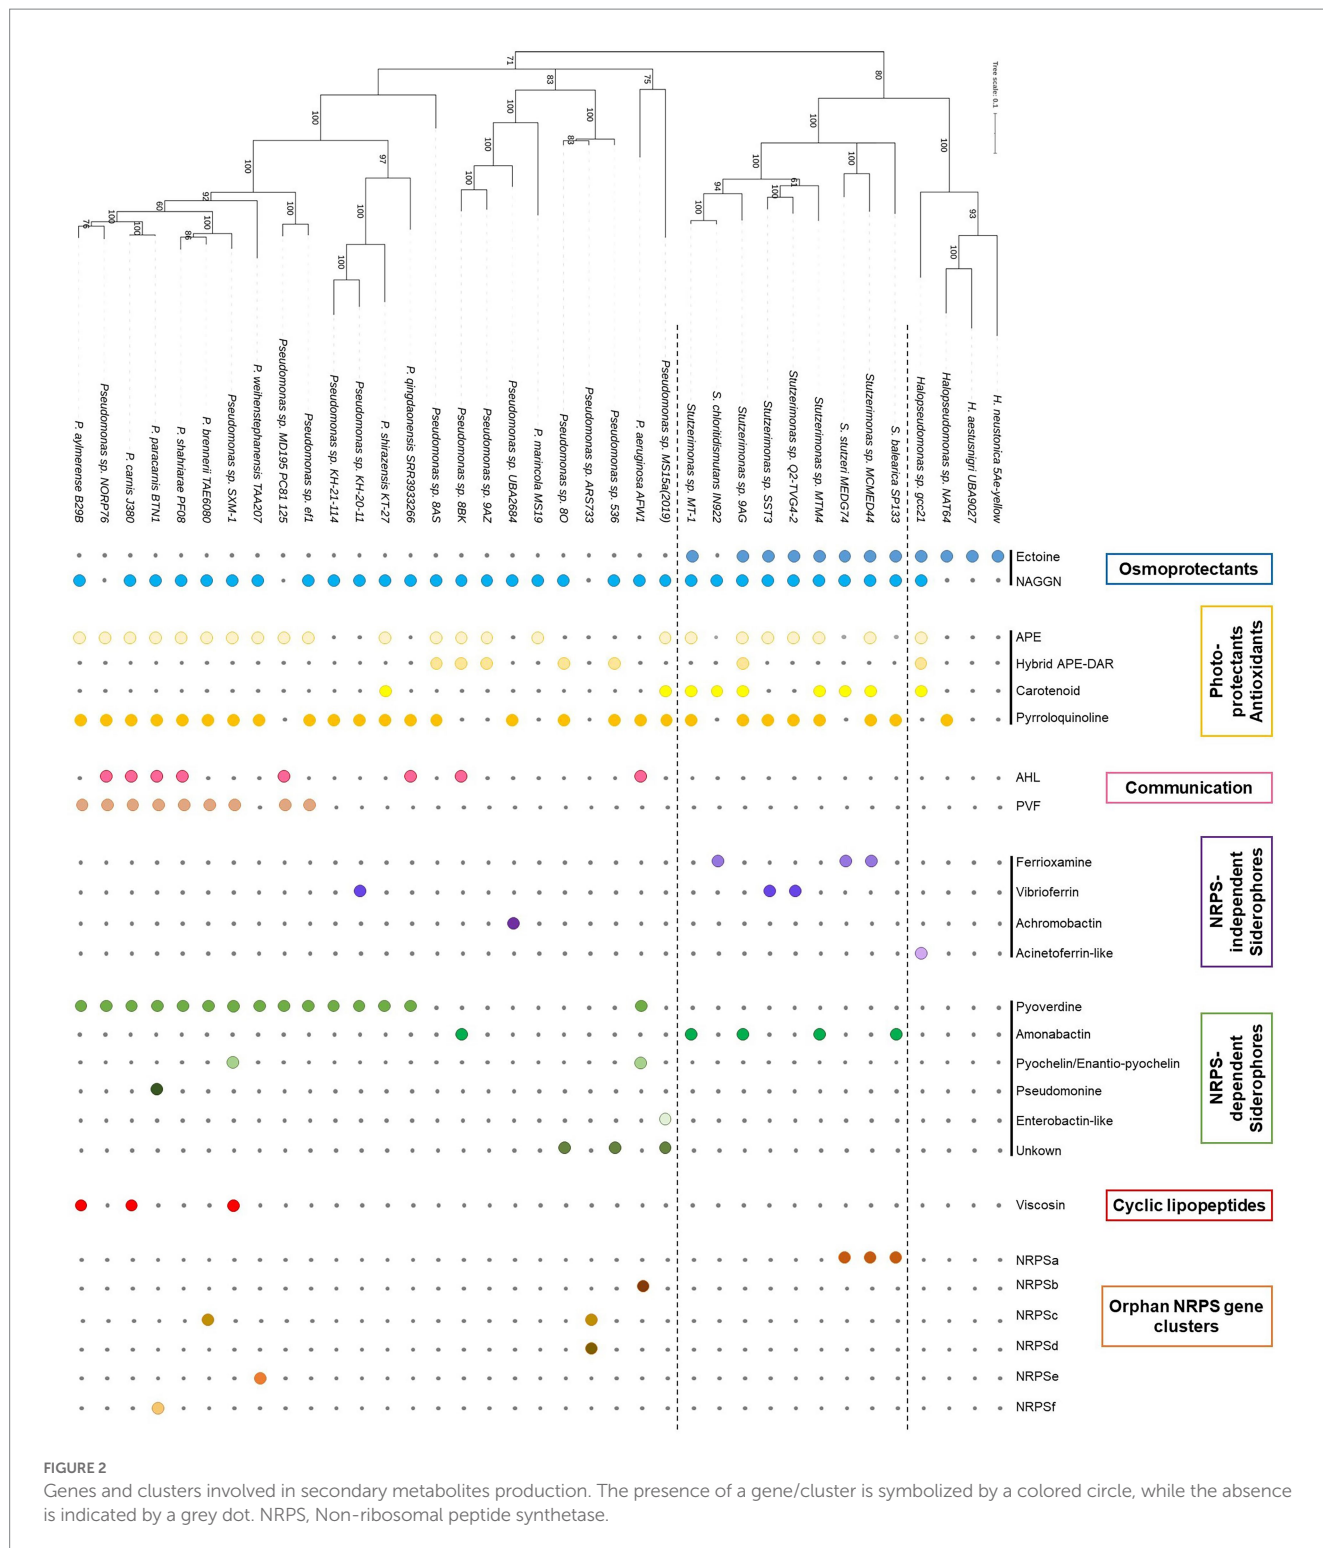 Tree scale: 0.1
71
80
83
75
100
100
100
100
100
97
100
93
100
83
100
100
100
61
92
100
100
94
100
100
60
100
100
100
100
76
100
86
100
P. aylmerense B29B
Pseudomonas sp. NORP76
P. carnis J380
P. paracarnis BTN1
P. shahriarae PF08
P. brennerii TAE6080
Pseudomonas sp. SXM-1
P. weihenstephanensis TAA207
Pseudomonas sp. MD195 PC81 125
Pseudomonas sp. ef1
Pseudomonas sp. KH-21-114
Pseudomonas sp. KH-20-11
P. shirazensis KT-27
P. qingdaonensis SRR3933266
Pseudomonas sp. 8AS
Pseudomonas sp. 8BK
Pseudomonas sp. 9AZ
Pseudomonas sp. UBA2684
P. marincola MS19
Pseudomonas sp. 8O
Pseudomonas sp. ARS733
Pseudomonas sp. 536
P. aeruginosa AFW1
Pseudomonas sp. MS15a(2019)
Stutzerimonas sp. MT-1
S. chloritidismutans IN922
Stutzerimonas sp. 9AG
Stutzerimonas sp. SST3
Stutzerimonas sp. Q2-TVG4-2
Stutzerimonas sp. MTM4
S. stutzeri MEDG74
Stutzerimonas sp. MCMED44
S. balearica SP133
Halopseudomonas sp. gcc21
Halopseudomonas sp. NAT64
H. aestusnigri UBA9027
H. neustonica 5Ae-yellow
Ectoine
NAGGN
Osmoprotectants
APE
Hybrid APE-DAR
Carotenoid
Pyrroloquinoline
Photo-
protectants
Antioxidants
AHL
PVF
Communication
Ferrioxamine
Vibrioferrin
Achromobactin
Acinetoferrin-like
NRPS-
independent
Siderophores
Pyoverdine
Amonabactin
Pyochelin/Enantio-pyochelin
Pseudomonine
Enterobactin-like
Unkown
NRPS-
dependent
Siderophores
Viscosin
Cyclic lipopeptides
NRPSa
NRPSb
NRPSc
NRPSd
NRPSe
NRPSf
Orphan NRPS gene
clusters
FIGURE 2
Genes and clusters involved in secondary metabolites production. The presence of a gene/cluster is symbolized by a colored circle, while the absence
is indicated by a grey dot. NRPS, Non-ribosomal peptide synthetase.